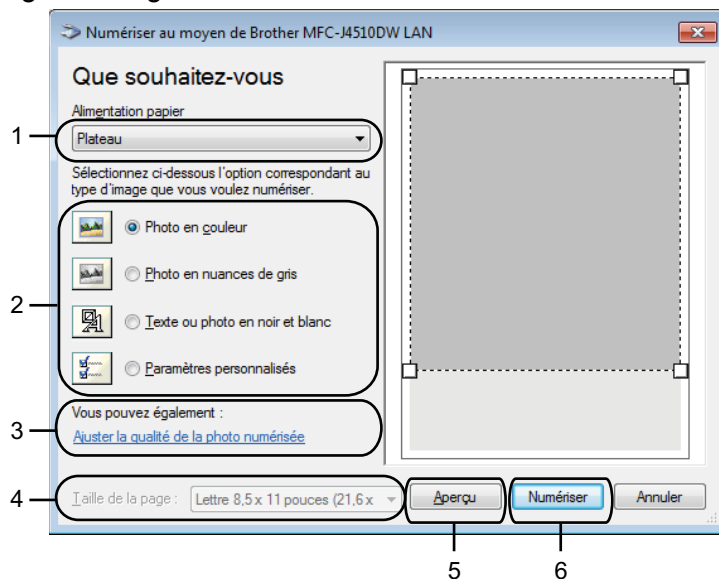 Numériser au moyen de Brother MFC-J4510DW LAN
Que souhaitez-vous
Alimentation papier
1
Plateau
Sélectionnez ci-dessous l'option correspondant au
type d'image que vous voulez numériser.
Photo en couleur
Photo en nuances de gris
2
Texte ou photo en noir et blanc
Paramètres personnalisés
Vous pouvez également :
3
Ajuster la qualité de la photo numérisée
4
Taille de la page :
Lettre 8,5 x 11 pouces (21,6 x
Aperçu
Numériser
Annuler
5
6